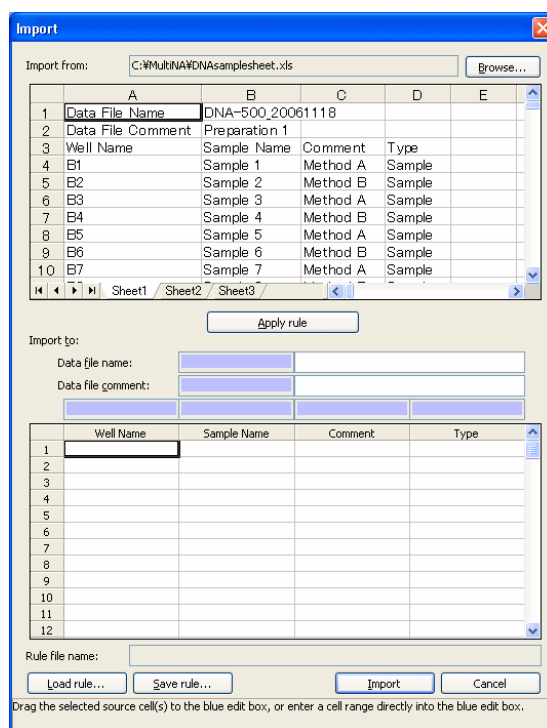 Import
Import from: C:¥MultiNA¥DNAsamplesheet.xls Browse...
A B C D E
1 Data File Name DNA-500_20061118
2 Data File Comment Preparation 1
3 Well Name Sample Name Comment Type
4 B1 Sample 1 Method A Sample
5 B2 Sample 2 Method B Sample
6 B3 Sample 3 Method A Sample
7 B4 Sample 4 Method B Sample
8 B5 Sample 5 Method A Sample
9 B6 Sample 6 Method B Sample
10 B7 Sample 7 Method A Sample
Sheet1 Sheet2 Sheet3
Apply rule
Import to:
Data file name:
Data file comment:
Well Name Sample Name Comment Type
1
2
3
4
5
6
7
8
9
10
11
12
Rule file name:
Load rule... Save rule... Import Cancel
Drag the selected source cell(s) to the blue edit box, or enter a cell range directly into the blue edit box.